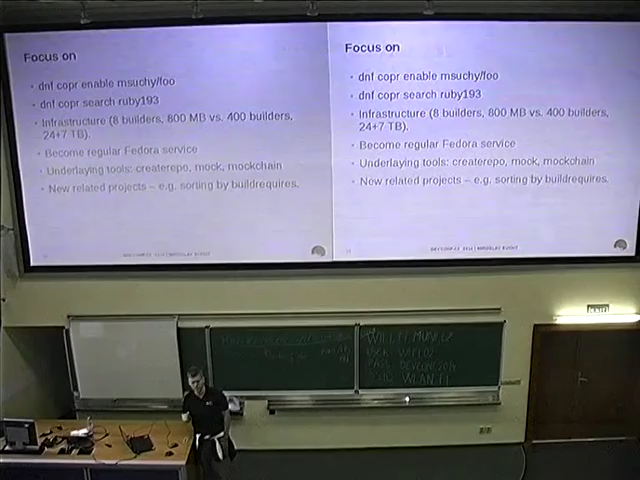 Focus on
dnf copr enable msuchy/foo
dnf copr search ruby193
Infrastructure (8 builders, 800 MB vs. 400 builders,
24+7 TB).
Become regular Fedora service
Underlaying tools: createrepo, mock, mockchain
New related projects – e.g. sorting by buildrequires,
Focus on
dnf copr enable msuchy/foo
dnf copr search ruby193
Infrastructure (8 builders, 800 MB vs. 400 builders,
24+7 TB).
Become regular Fedora service
Underlaying tools: createrepo, mock, mockchain
New related projects – e.g. sorting by buildrequires,